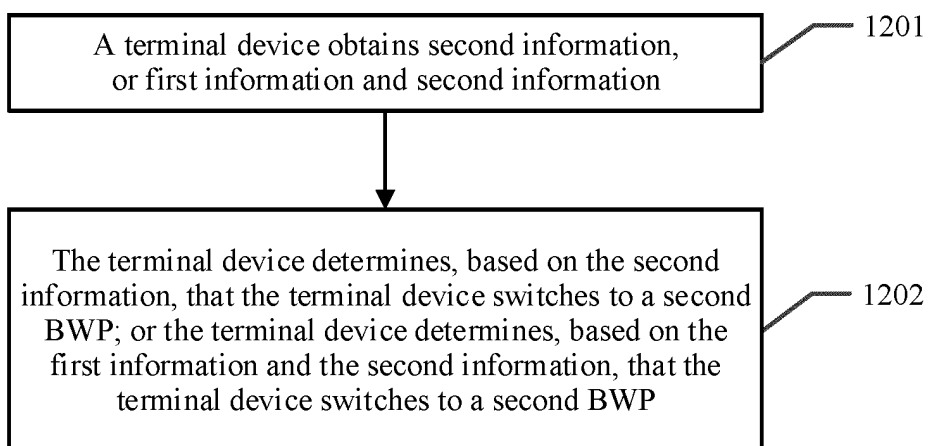 A terminal device obtains second information,
or first information and second information
1201
The terminal device determines, based on the second
information, that the terminal device switches to a second
BWP; or the terminal device determines, based on the
first information and the second information, that the
terminal device switches to a second BWP
1202